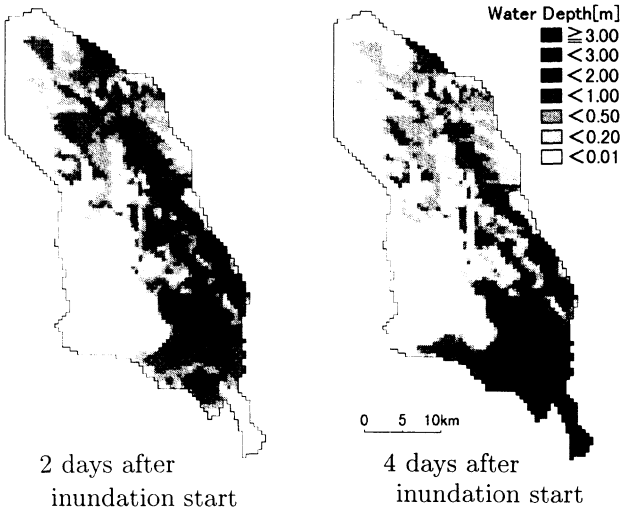 Water Depth[m]
≧3.00
<3.00
<2.00
<1.00
<0.50
<0.20
<0.01
0 5 10km
2 days after
inundation start
4 days after
inundation start